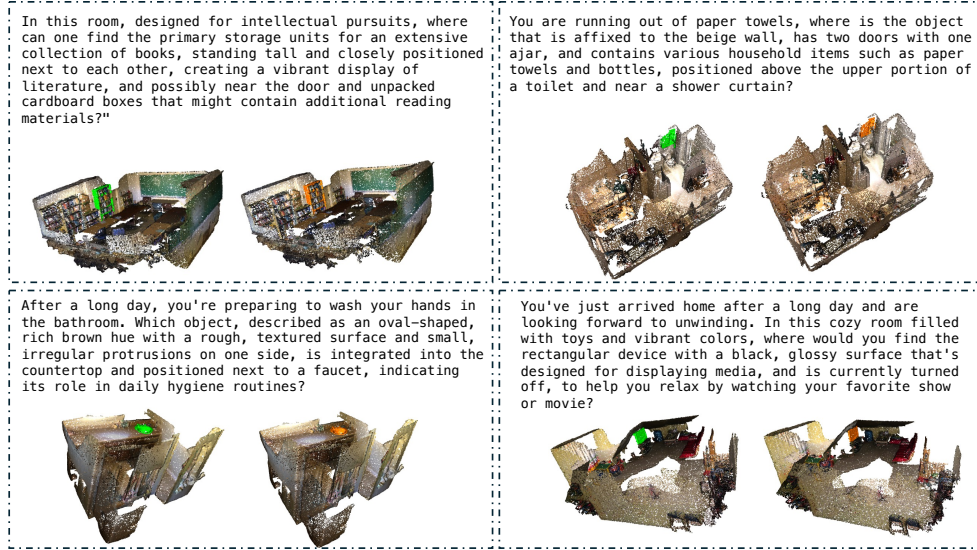 In this room, designed for intellectual pursuits, where
can one find the primary storage units for an extensive
collection of books, standing tall and closely positioned
next to each other, creating a vibrant display of
literature, and possibly near the door and unpacked
cardboard boxes that might contain additional reading
materials?"
You are running out of paper towels, where is the object
that is affixed to the beige wall, has two doors with one
ajar, and contains various household items such as paper
towels and bottles, positioned above the upper portion of
a toilet and near a shower curtain?
After a long day, you're preparing to wash your hands in
the bathroom. Which object, described as an oval-shaped,
rich brown hue with a rough, textured surface and small,
irregular protrusions on one side, is integrated into the
countertop and positioned next to a faucet, indicating
its role in daily hygiene routines?
You've just arrived home after a long day and are
looking forward to unwinding. In this cozy room filled
with toys and vibrant colors, where would you find the
rectangular device with a black, glossy surface that's
designed for displaying media, and is currently turned
off, to help you relax by watching your favorite show
or movie?